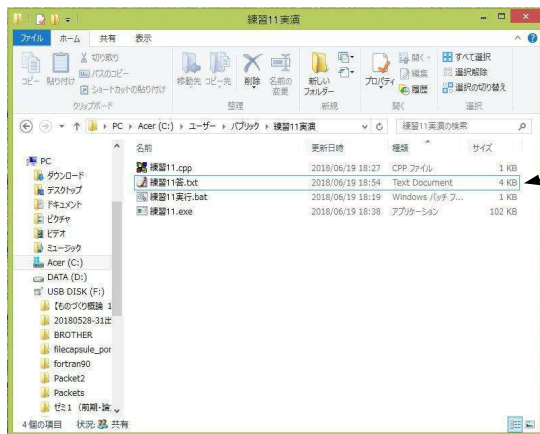 練習11実演
ファイル ホーム 共有 表示
コピー 貼り付け 切り取り パスのコピー ショートカットの貼り付け
移動先 コピー先 削除 名前の変更
新しいフォルダー
プロパティ 開く 編集 履歴
すべて選択 選択解除 選択の切り替え
クリップボード 整理 新規 開く 選択
PC Acer (C:) ユーザー パブリック 練習11実演 練習11実演の検索
名前 更新日時 種類 サイズ
練習11.cpp 2018/06/19 18:27 CPP ファイル 1 KB
練習11答.txt 2018/06/19 18:54 Text Document 4 KB
練習11実行.bat 2018/06/19 18:19 Windows バッチ フ... 1 KB
練習11.exe 2018/06/19 18:38 アプリケーション 102 KB
PC
ダウンロード
デスクトップ
ドキュメント
ピクチャ
ビデオ
ミュージック
Acer (C:)
DATA (D:)
USB DISK (F:)
【ものづくり概論 1
20180528-31出
BROTHER
filecapsule_por
fortran90
Packet2
Packets
ゼミ1 (前期・論
4 個の項目 状況: 共有